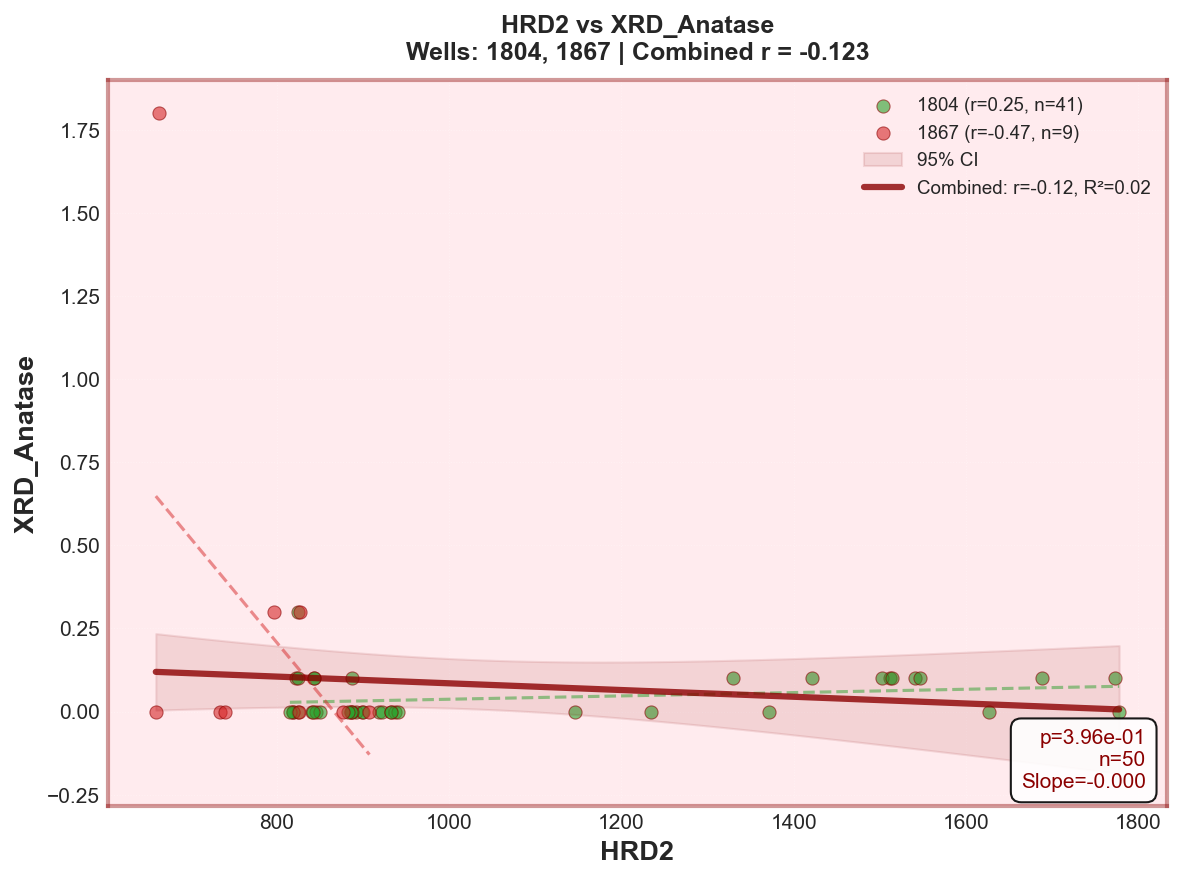 HRD2 vs XRD_Anatase
Wells: 1804, 1867 | Combined r = -0.123
1804 (r=0.25, n=41)
1867 (r=-0.47, n=9)
95% CI
Combined: r=-0.12, R²=0.02
XRD_Anatase
1.75
1.50
1.25
1.00
0.75
0.50
0.25
0.00
−0.25
p=3.96e-01
n=50
Slope=-0.000
800
1000
1200
1400
1600
1800
HRD2